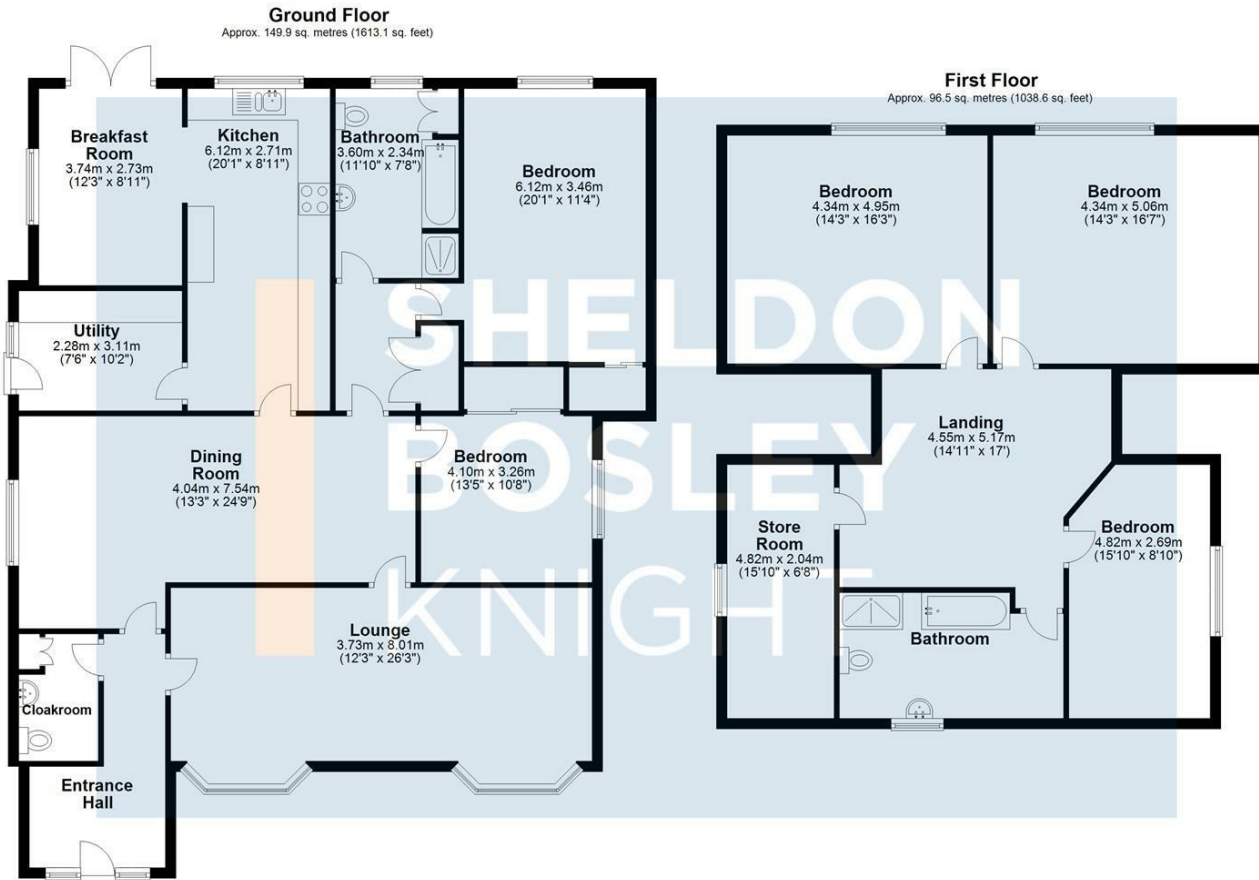 Ground Floor
Approx. 149.9 sq. metres (1613.1 sq. feet)
Breakfast
Room
3.74m x 2.73m
(12'3" x 8'11")
Kitchen
6.12m x 2.71m
(20'1" x 8'11")
Bathroom
3.60m x 2.34m
(11'10" x 7'8")
Bedroom
6.12m x 3.46m
(20'1" x 11'4")
Utility
2.28m x 3.11m
(7'6" x 10'2")
Dining
Room
4.04m x 7.54m
(13'3" x 24'9")
Bedroom
4.10m x 3.26m
(13'5" x 10'8")
Lounge
3.73m x 8.01m
(12'3" x 26'3")
Cloakroom
Entrance
Hall
First Floor
Approx. 96.5 sq. metres (1038.6 sq. feet)
Bedroom
4.34m x 4.95m
(14'3" x 16'3")
Bedroom
4.34m x 5.06m
(14'3" x 16'7")
Landing
4.55m x 5.17m
(14'11" x 17')
Store
Room
4.82m x 2.04m
(15'10" x 6'8")
Bedroom
4.82m x 2.69m
(15'10" x 8'10")
Bathroom
SHELDON
BOSLEY
KNIGHT